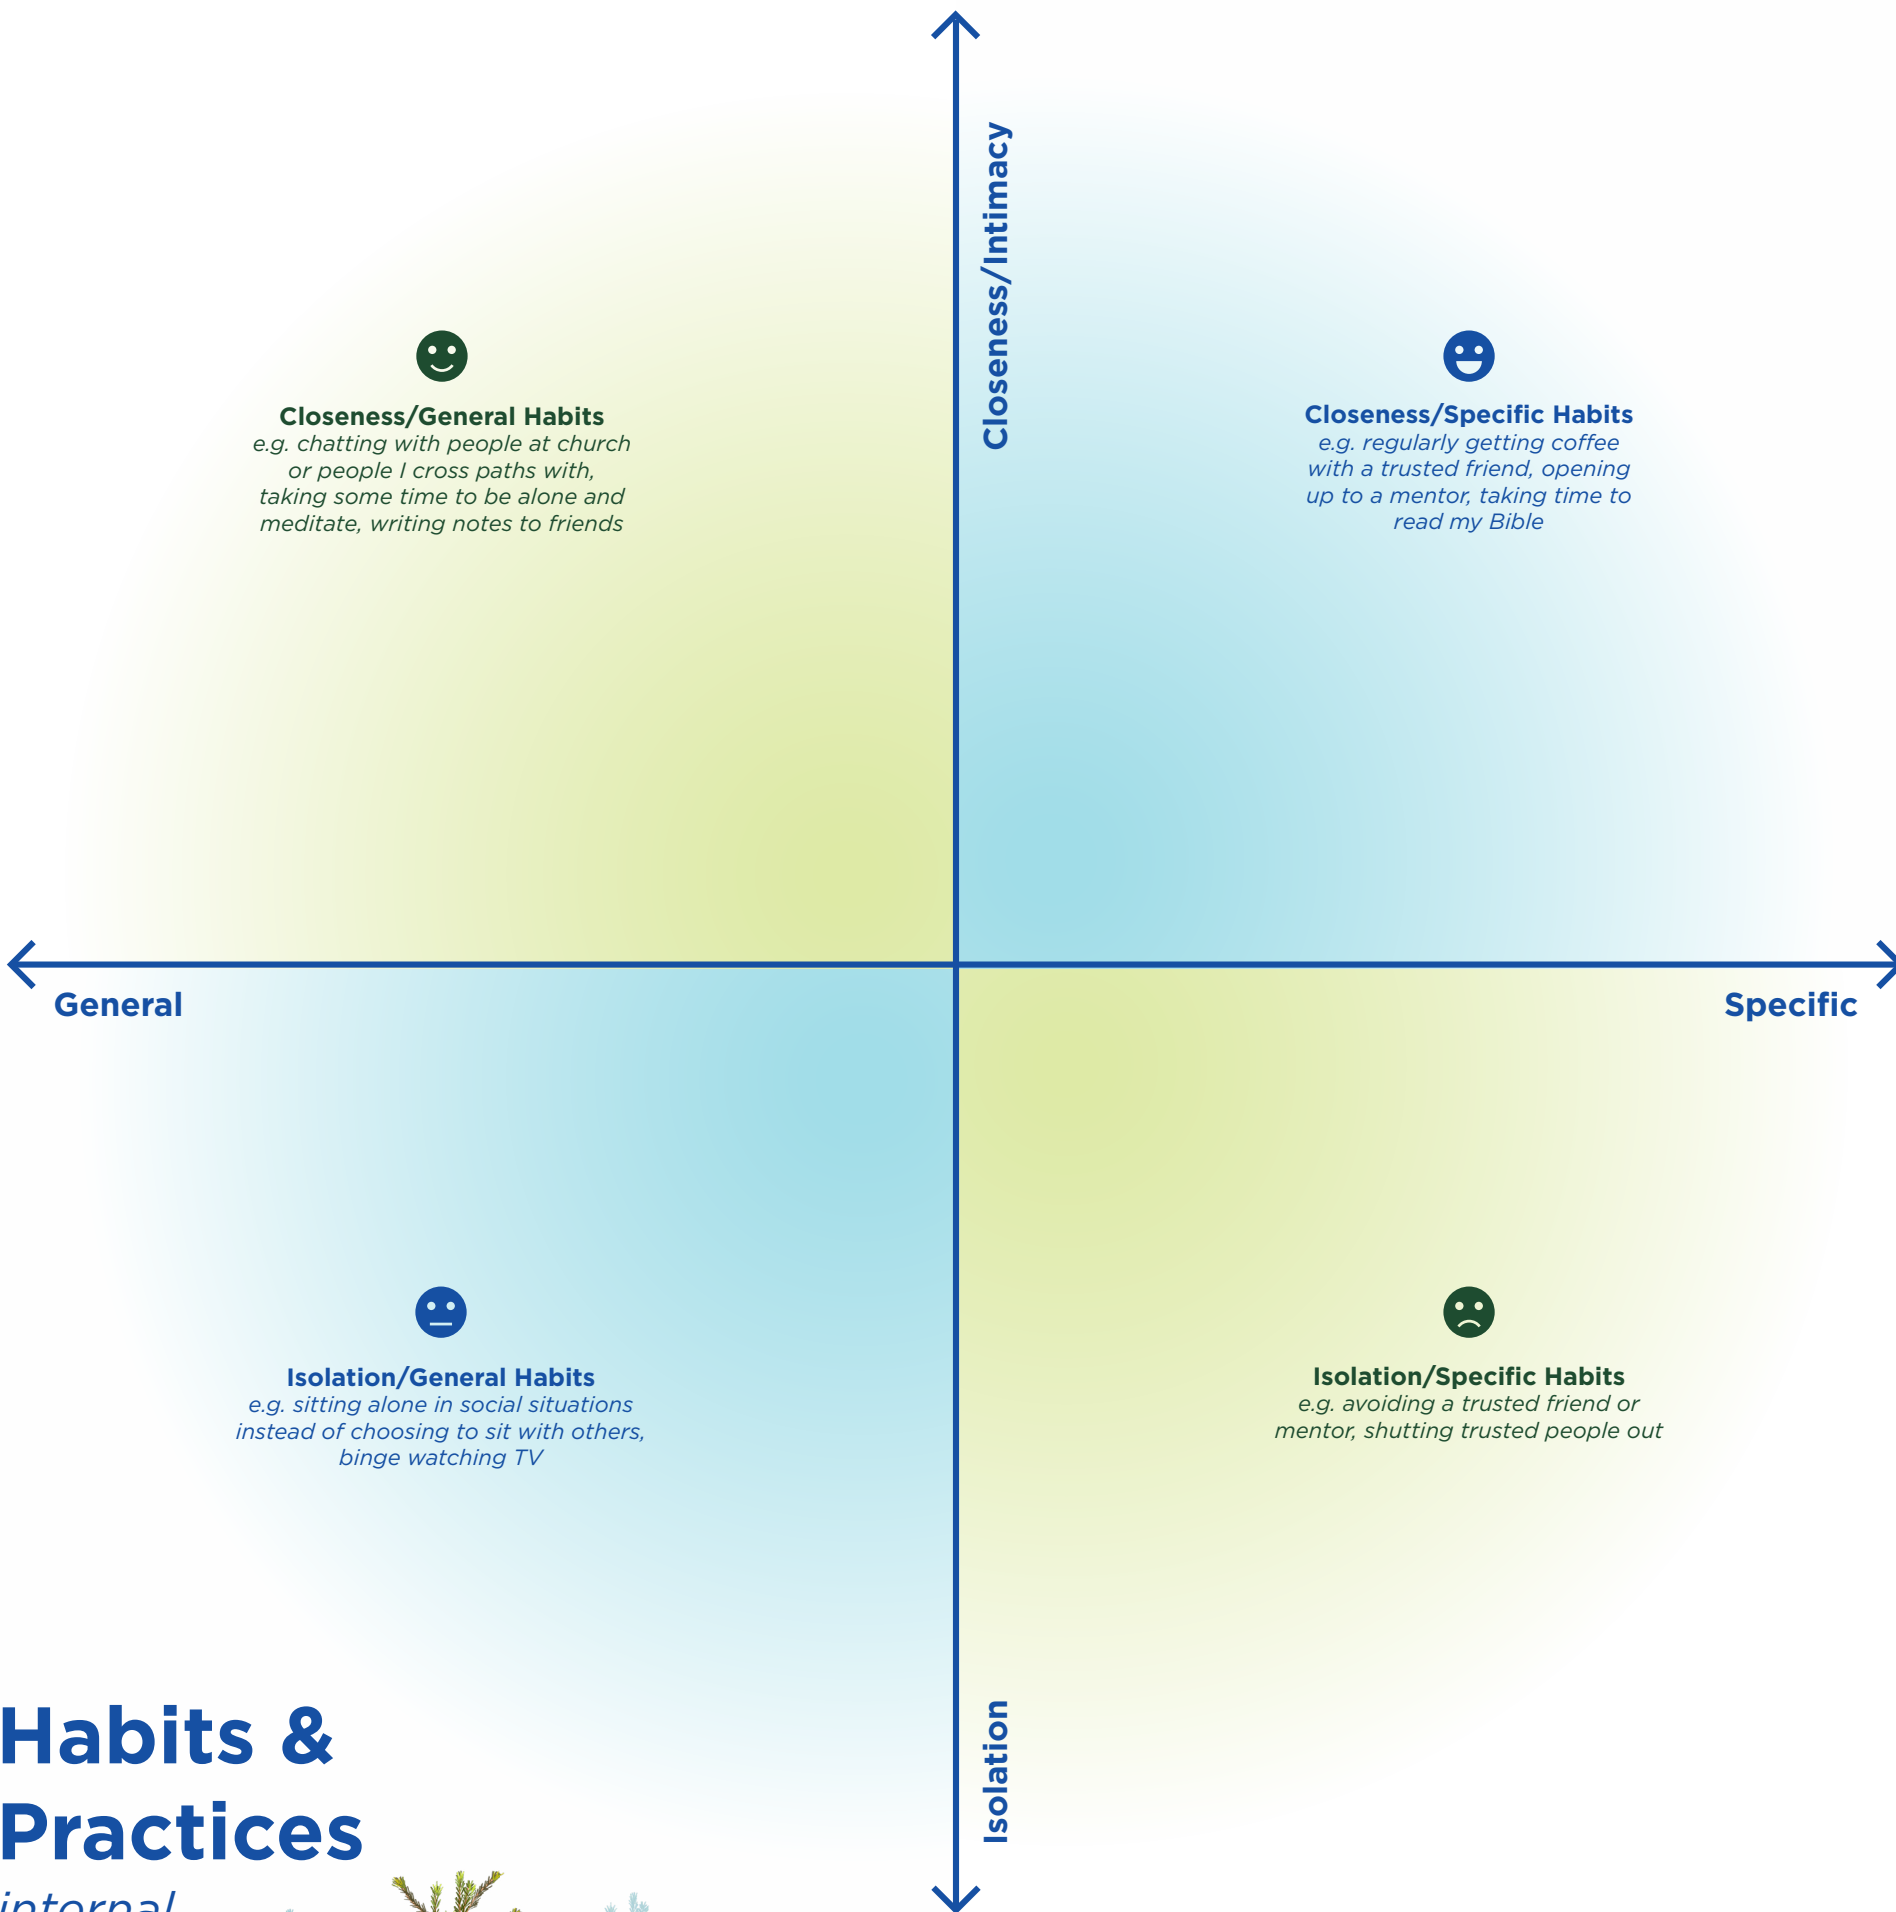 Closeness/Intimacy
Closeness/General Habits
e.g. chatting with people at church
or people I cross paths with,
taking some time to be alone and
meditate, writing notes to friends
Closeness/Specific Habits
e.g. regularly getting coffee
with a trusted friend, opening
up to a mentor, taking time to
read my Bible
General
Specific
Isolation/General Habits
e.g. sitting alone in social situations
instead of choosing to sit with others,
binge watching TV
Isolation/Specific Habits
e.g. avoiding a trusted friend or
mentor, shutting trusted people out
Isolation
Habits &
Practices
internal